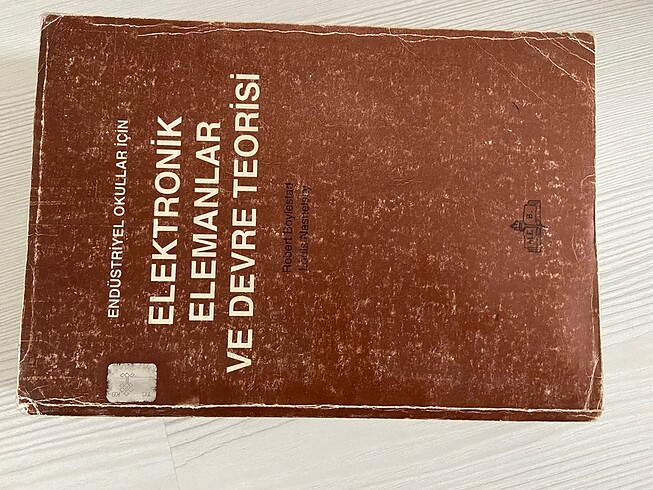 ENDÜSTRİYEL OKULLAR İÇİN
ELEKTRONİK
ELEMANLAR
VE DEVRE TEORİSİ
Robert Boylestad
Louis Nashelsky
M.E.B.